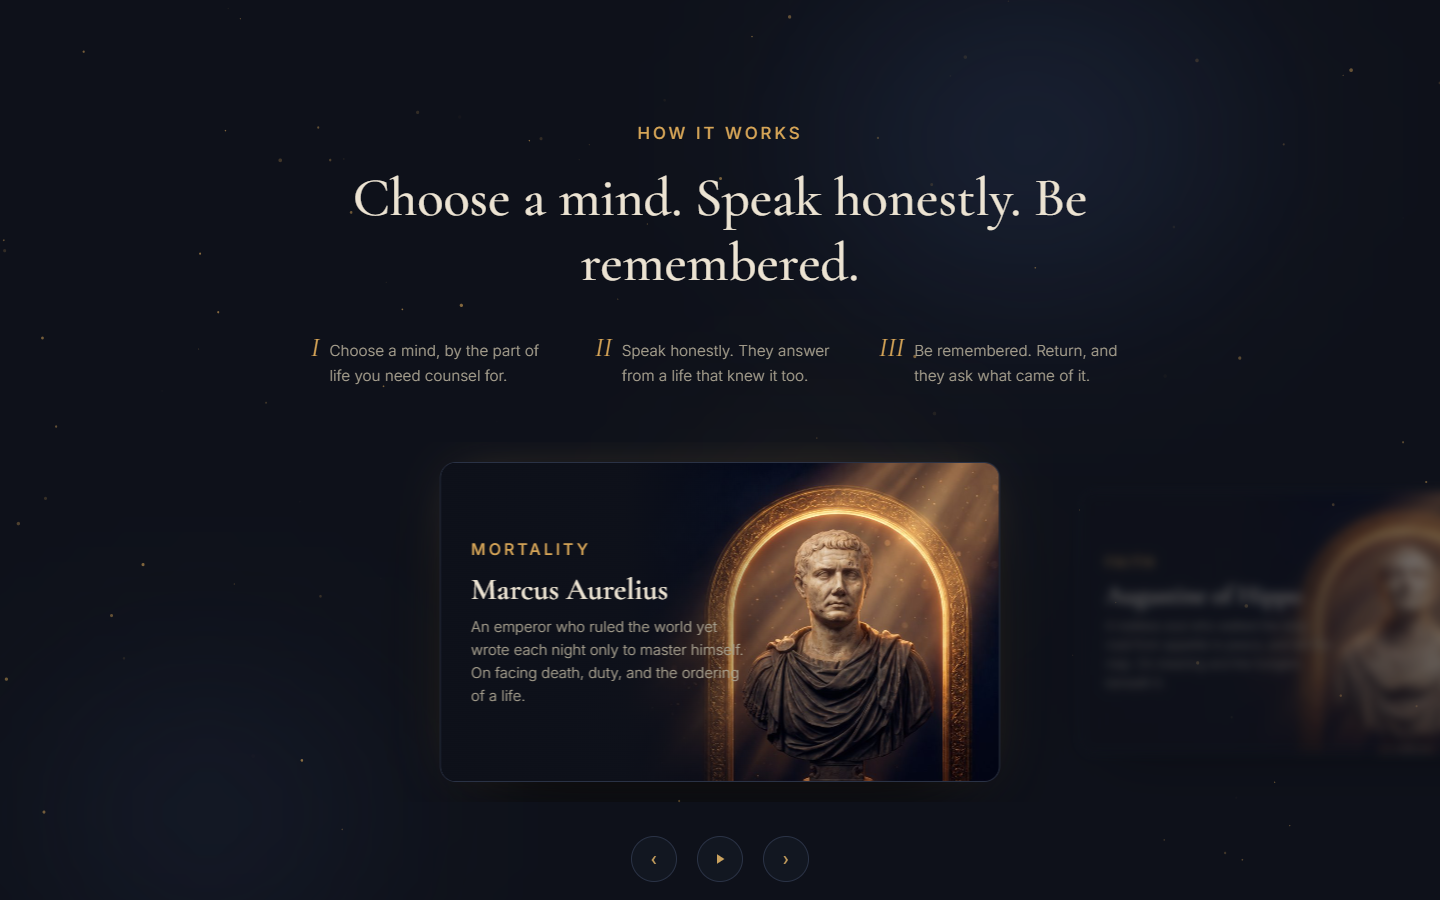 HOW IT WORKS
Choose a mind. Speak honestly. Be
remembered.
I Choose a mind, by the part of
life you need counsel for.
II Speak honestly. They answer
from a life that knew it too.
III Be remembered. Return, and
they ask what came of it.
MORTALITY
Marcus Aurelius
An emperor who ruled the world yet
wrote each night only to master himself.
On facing death, duty, and the ordering
of a life.
Augustine of Hippo